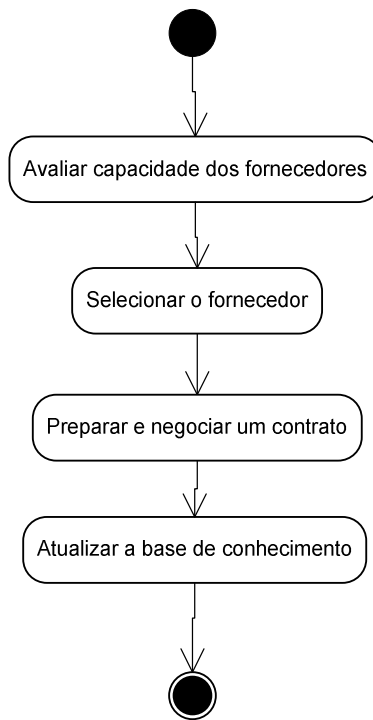 Avaliar capacidade dos fornecedores
Selecionar o fornecedor
Preparar e negociar um contrato
Atualizar a base de conhecimento